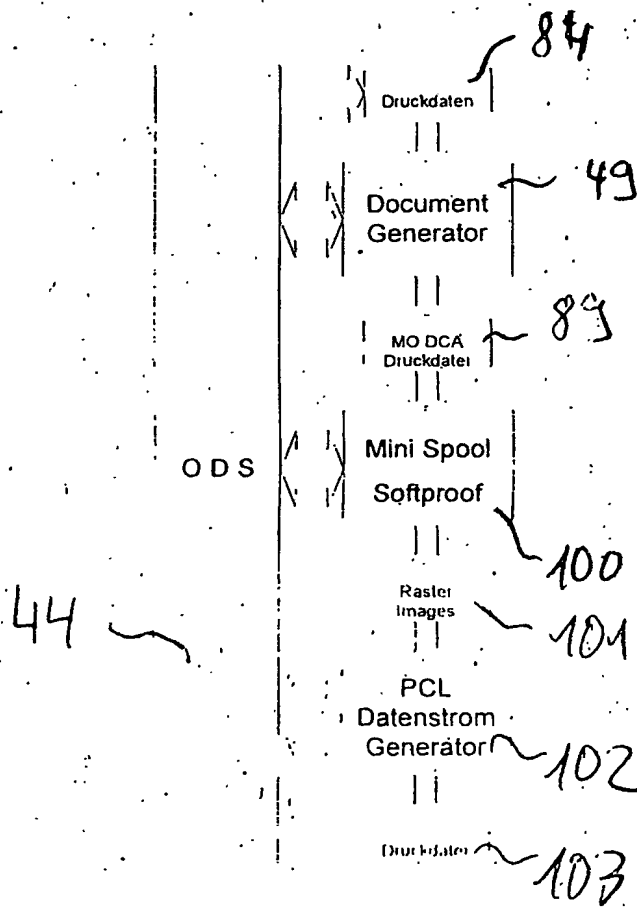 84
Druckdaten
49
Document
Generator
89
MO DCA
Druckdatei
ODS
Mini Spool
Softproof
100
Raster
Images
101
44
PCL
Datenstrom
Generator
102
103